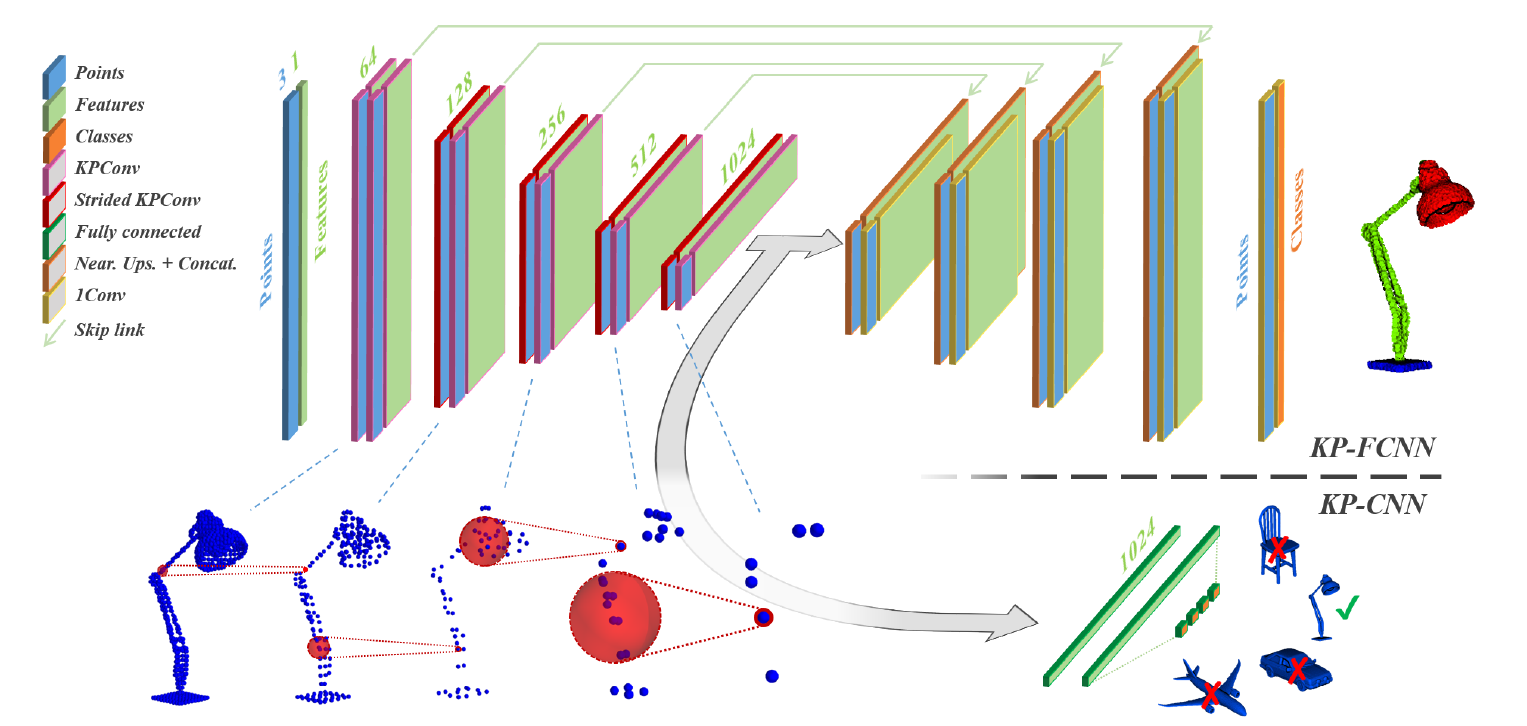 Points
Features
Classes
KPConv
Strided KPConv
Fully connected
Near. Ups. + Concat.
1Conv
Skip link
3 1
Points
Features
64
128
256
512
1024
Points
Classes
KP-FCNN
KP-CNN
1024